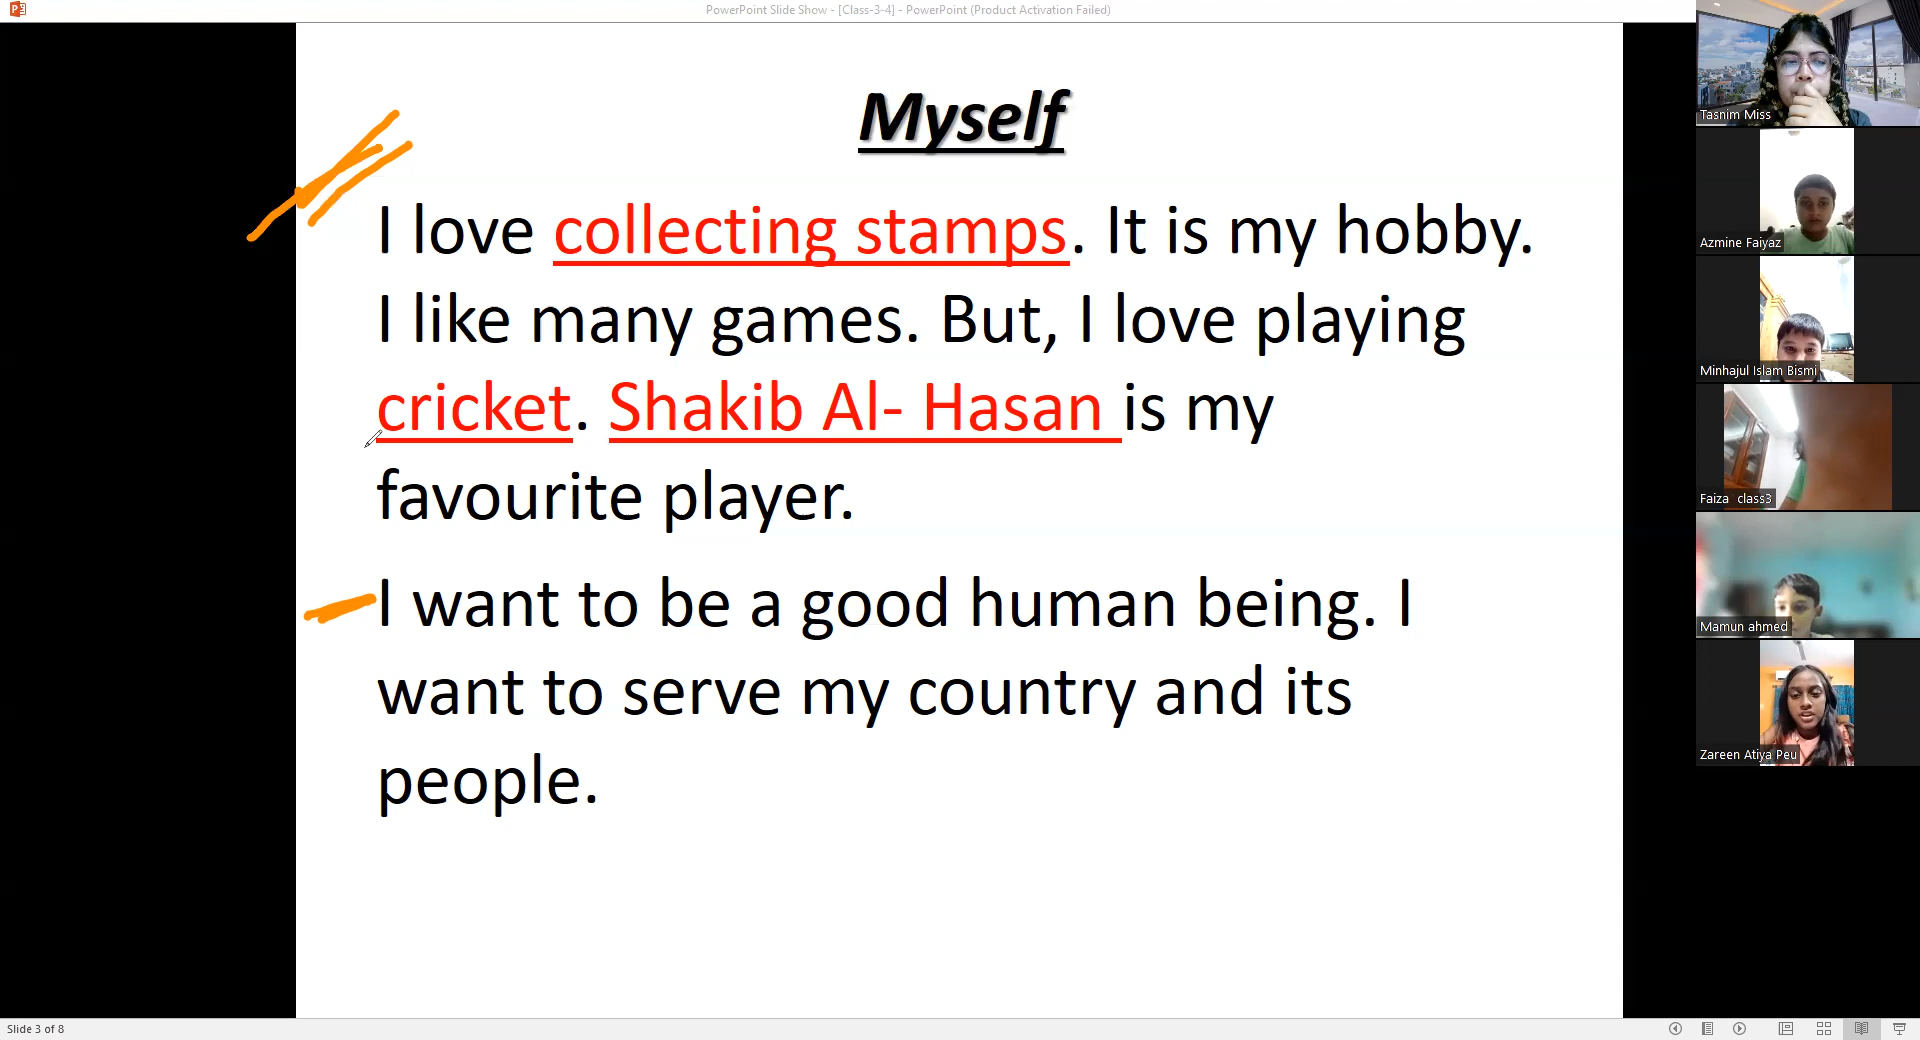 PowerPoint Slide Show - [Class-3-4] - PowerPoint (Product Activation Failed)
Myself
I love collecting stamps. It is my hobby.
I like many games. But, I love playing
cricket. Shakib Al- Hasan is my
favourite player.
I want to be a good human being. I
want to serve my country and its
people.
Tasnim Miss
Azmine Faiyaz
Minhajul Islam Bismi
Faiza class3
Mamun ahmed
Zareen Atiya Peu
Slide 3 of 8